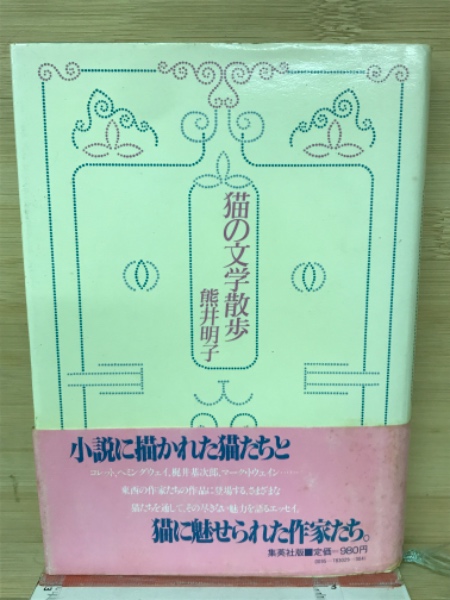 猫の文学散歩
熊井明子
小説に描かれた猫たちと
コレット、ヘミングウェイ、梶井基次郎、マーク・トウェイン……
東西の作家たちの作品に登場する、さまざまな
猫たちを通して、その尽きない魅力を語るエッセイ。
猫に魅せられた作家たち。
集英社版■定価 980円